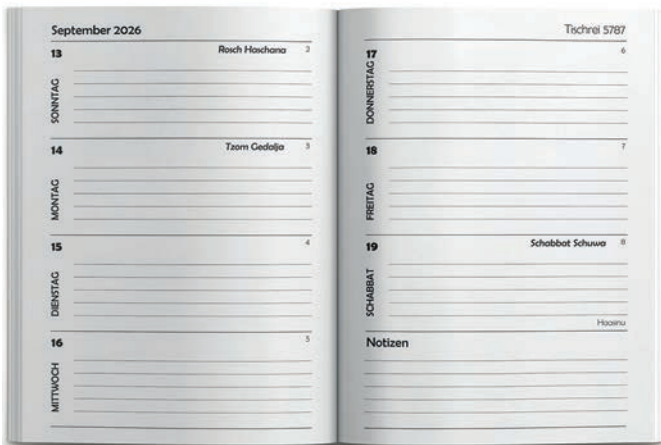 September 2026
13 Rosch Haschana 2
SONNTAG
14 Tzom Gedalja 3
MONTAG
15 4
DIENSTAG
16 5
MITTWOCH
Tischrei 5787
17 6
DONNERSTAG
18 7
FREITAG
19 Schabbat Schuwa 8
SCHABBAT
Haasinu
Notizen